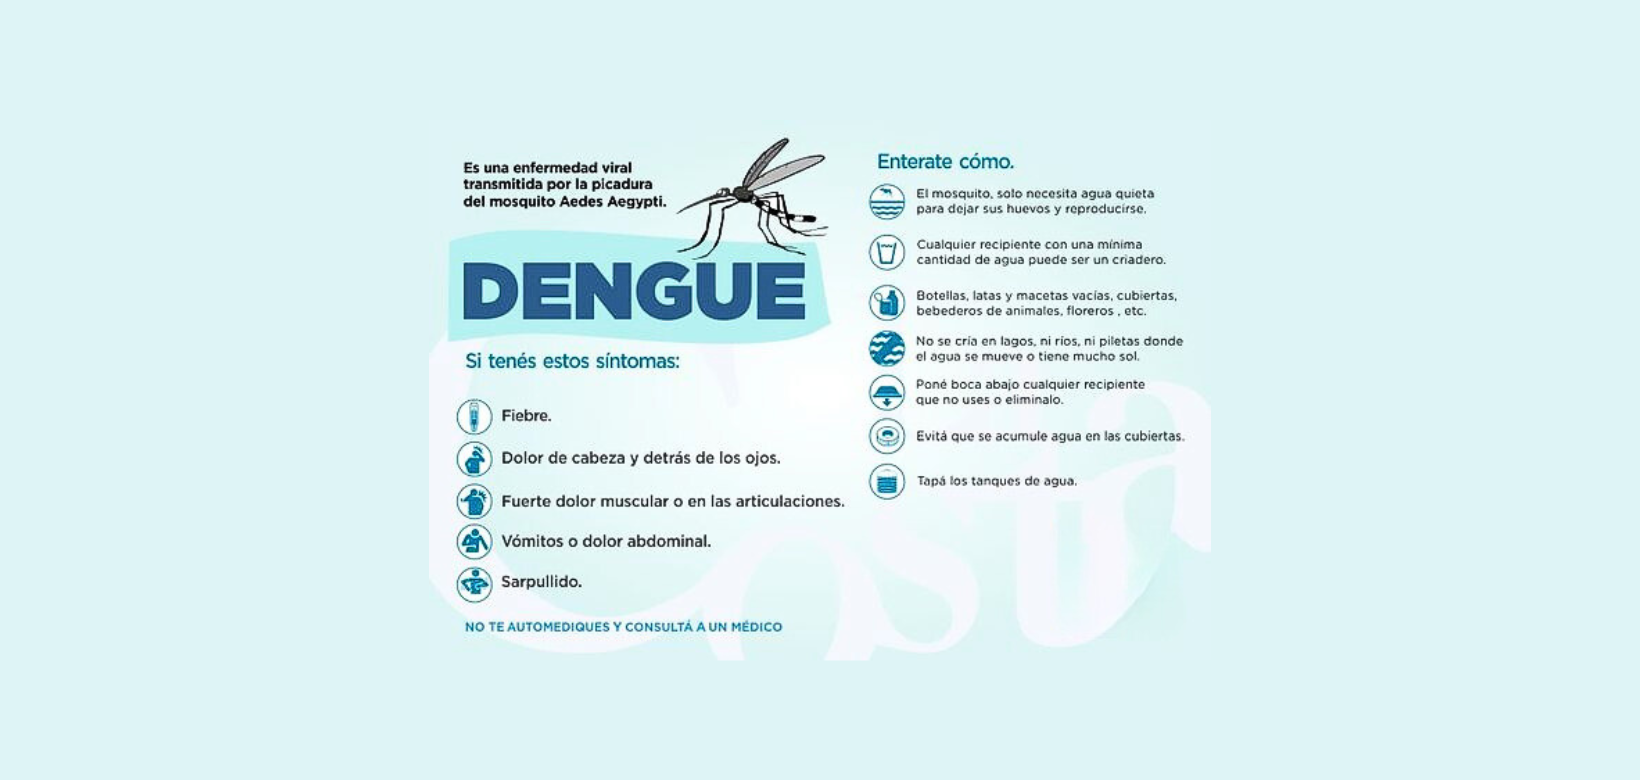 Es una enfermedad viral
transmitida por la picadura
del mosquito Aedes Aegypti.
DENGUE
Si tenés estos síntomas:
Fiebre.
Dolor de cabeza y detrás de los ojos.
Fuerte dolor muscular o en las articulaciones.
Vómitos o dolor abdominal.
Sarpullido.
NO TE AUTOMEDIQUES Y CONSULTÁ A UN MÉDICO
Enterate cómo.
El mosquito, solo necesita agua quieta
para dejar sus huevos y reproducirse.
Cualquier recipiente con una mínima
cantidad de agua puede ser un criadero.
Botellas, latas y macetas vacías, cubiertas,
bebederos de animales, floreros , etc.
No se cría en lagos, ni ríos, ni piletas donde
el agua se mueve o tiene mucho sol.
Poné boca abajo cualquier recipiente
que no uses o eliminalo.
Evitá que se acumule agua en las cubiertas.
Tapá los tanques de agua.